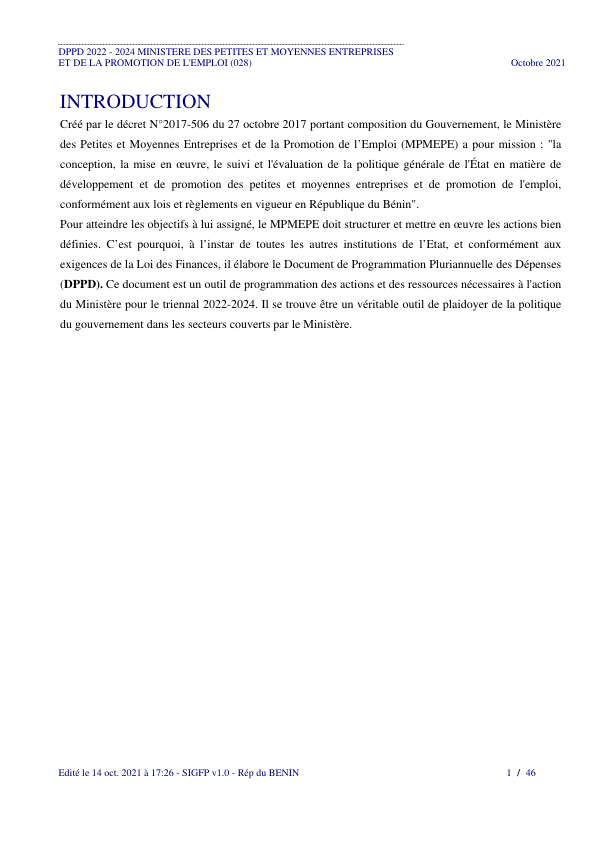 DPPD 2022 - 2024 MINISTERE DES PETITES ET MOYENNES ENTREPRISES
ET DE LA PROMOTION DE L'EMPLOI (028) Octobre 2021
INTRODUCTION
Créé par le décret N°2017-506 du 27 octobre 2017 portant composition du Gouvernement, le Ministère
des Petites et Moyennes Entreprises et de la Promotion de l’Emploi (MPMEPE) a pour mission : "la
conception, la mise en œuvre, le suivi et l'évaluation de la politique générale de l'État en matière de
développement et de promotion des petites et moyennes entreprises et de promotion de l'emploi,
conformément aux lois et règlements en vigueur en République du Bénin".
Pour atteindre les objectifs à lui assigné, le MPMEPE doit structurer et mettre en œuvre les actions bien
définies. C’est pourquoi, à l’instar de toutes les autres institutions de l’Etat, et conformément aux
exigences de la Loi des Finances, il élabore le Document de Programmation Pluriannuelle des Dépenses
(DPPD). Ce document est un outil de programmation des actions et des ressources nécessaires à l'action
du Ministère pour le triennal 2022-2024. Il se trouve être un véritable outil de plaidoyer de la politique
du gouvernement dans les secteurs couverts par le Ministère.
Edité le 14 oct. 2021 à 17:26 - SIGFP v1.0 - Rép du BENIN 1 / 46